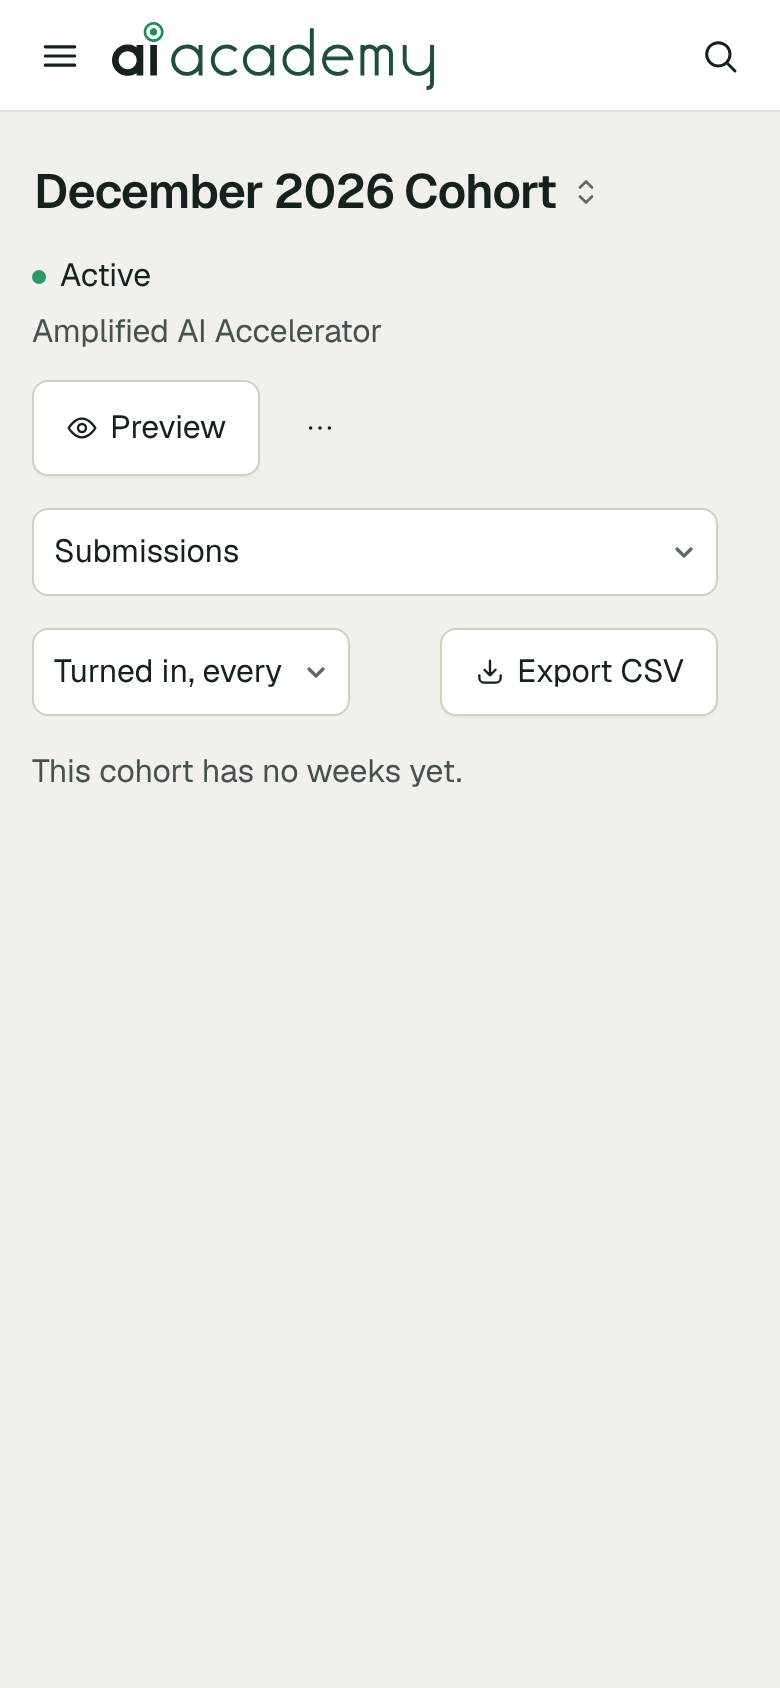 ai academy
December 2026 Cohort
Active
Amplified AI Accelerator
Preview
Submissions
Turned in, every
Export CSV
This cohort has no weeks yet.